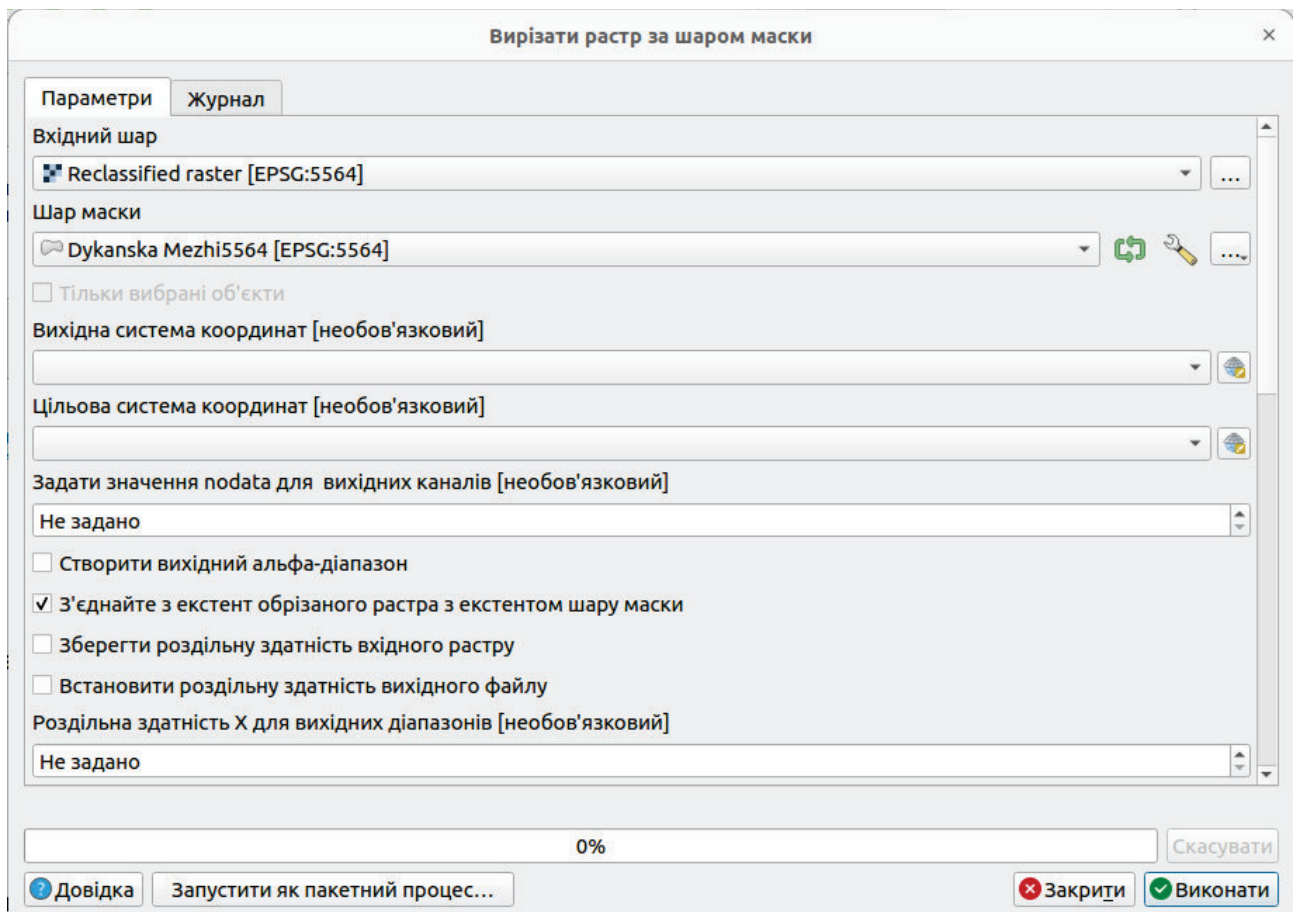 Вирізати растр за шаром маски
Параметри Журнал
Вхідний шар
Reclassified raster [EPSG:5564]
...
Шар маски
Dykanska Mezhi5564 [EPSG:5564]
...
Тільки вибрані об'єкти
Вихідна система координат [необов'язковий]
Цільова система координат [необов'язковий]
Задати значення nodata для  вихідних каналів [необов'язковий]
Не задано
Створити вихідний альфа-діапазон
З'єднайте з екстент обрізаного растра з екстентом шару маски
Зберегти роздільну здатність вхідного растру
Встановити роздільну здатність вихідного файлу
Роздільна здатність X для вихідних діапазонів [необов'язковий]
Не задано
0% Скасувати
Довідка Запустити як пакетний процес... Закрити Виконати